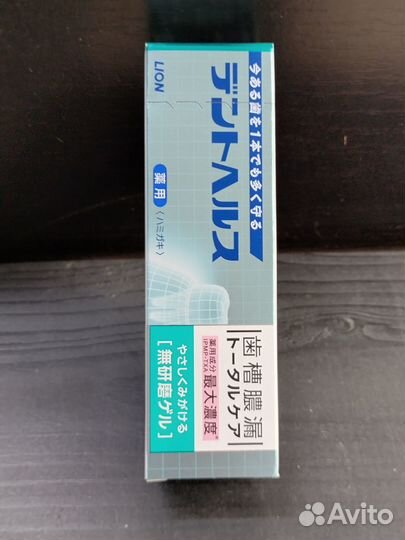 LION
今ある歯を1本でも多く守る
デントヘルス
薬用
〈ハミガキ〉
歯槽膿漏
トータルケア
薬用成分
IPMP・TXA
最大濃度*
やさしくみがける
[無研磨ゲル]
Avito